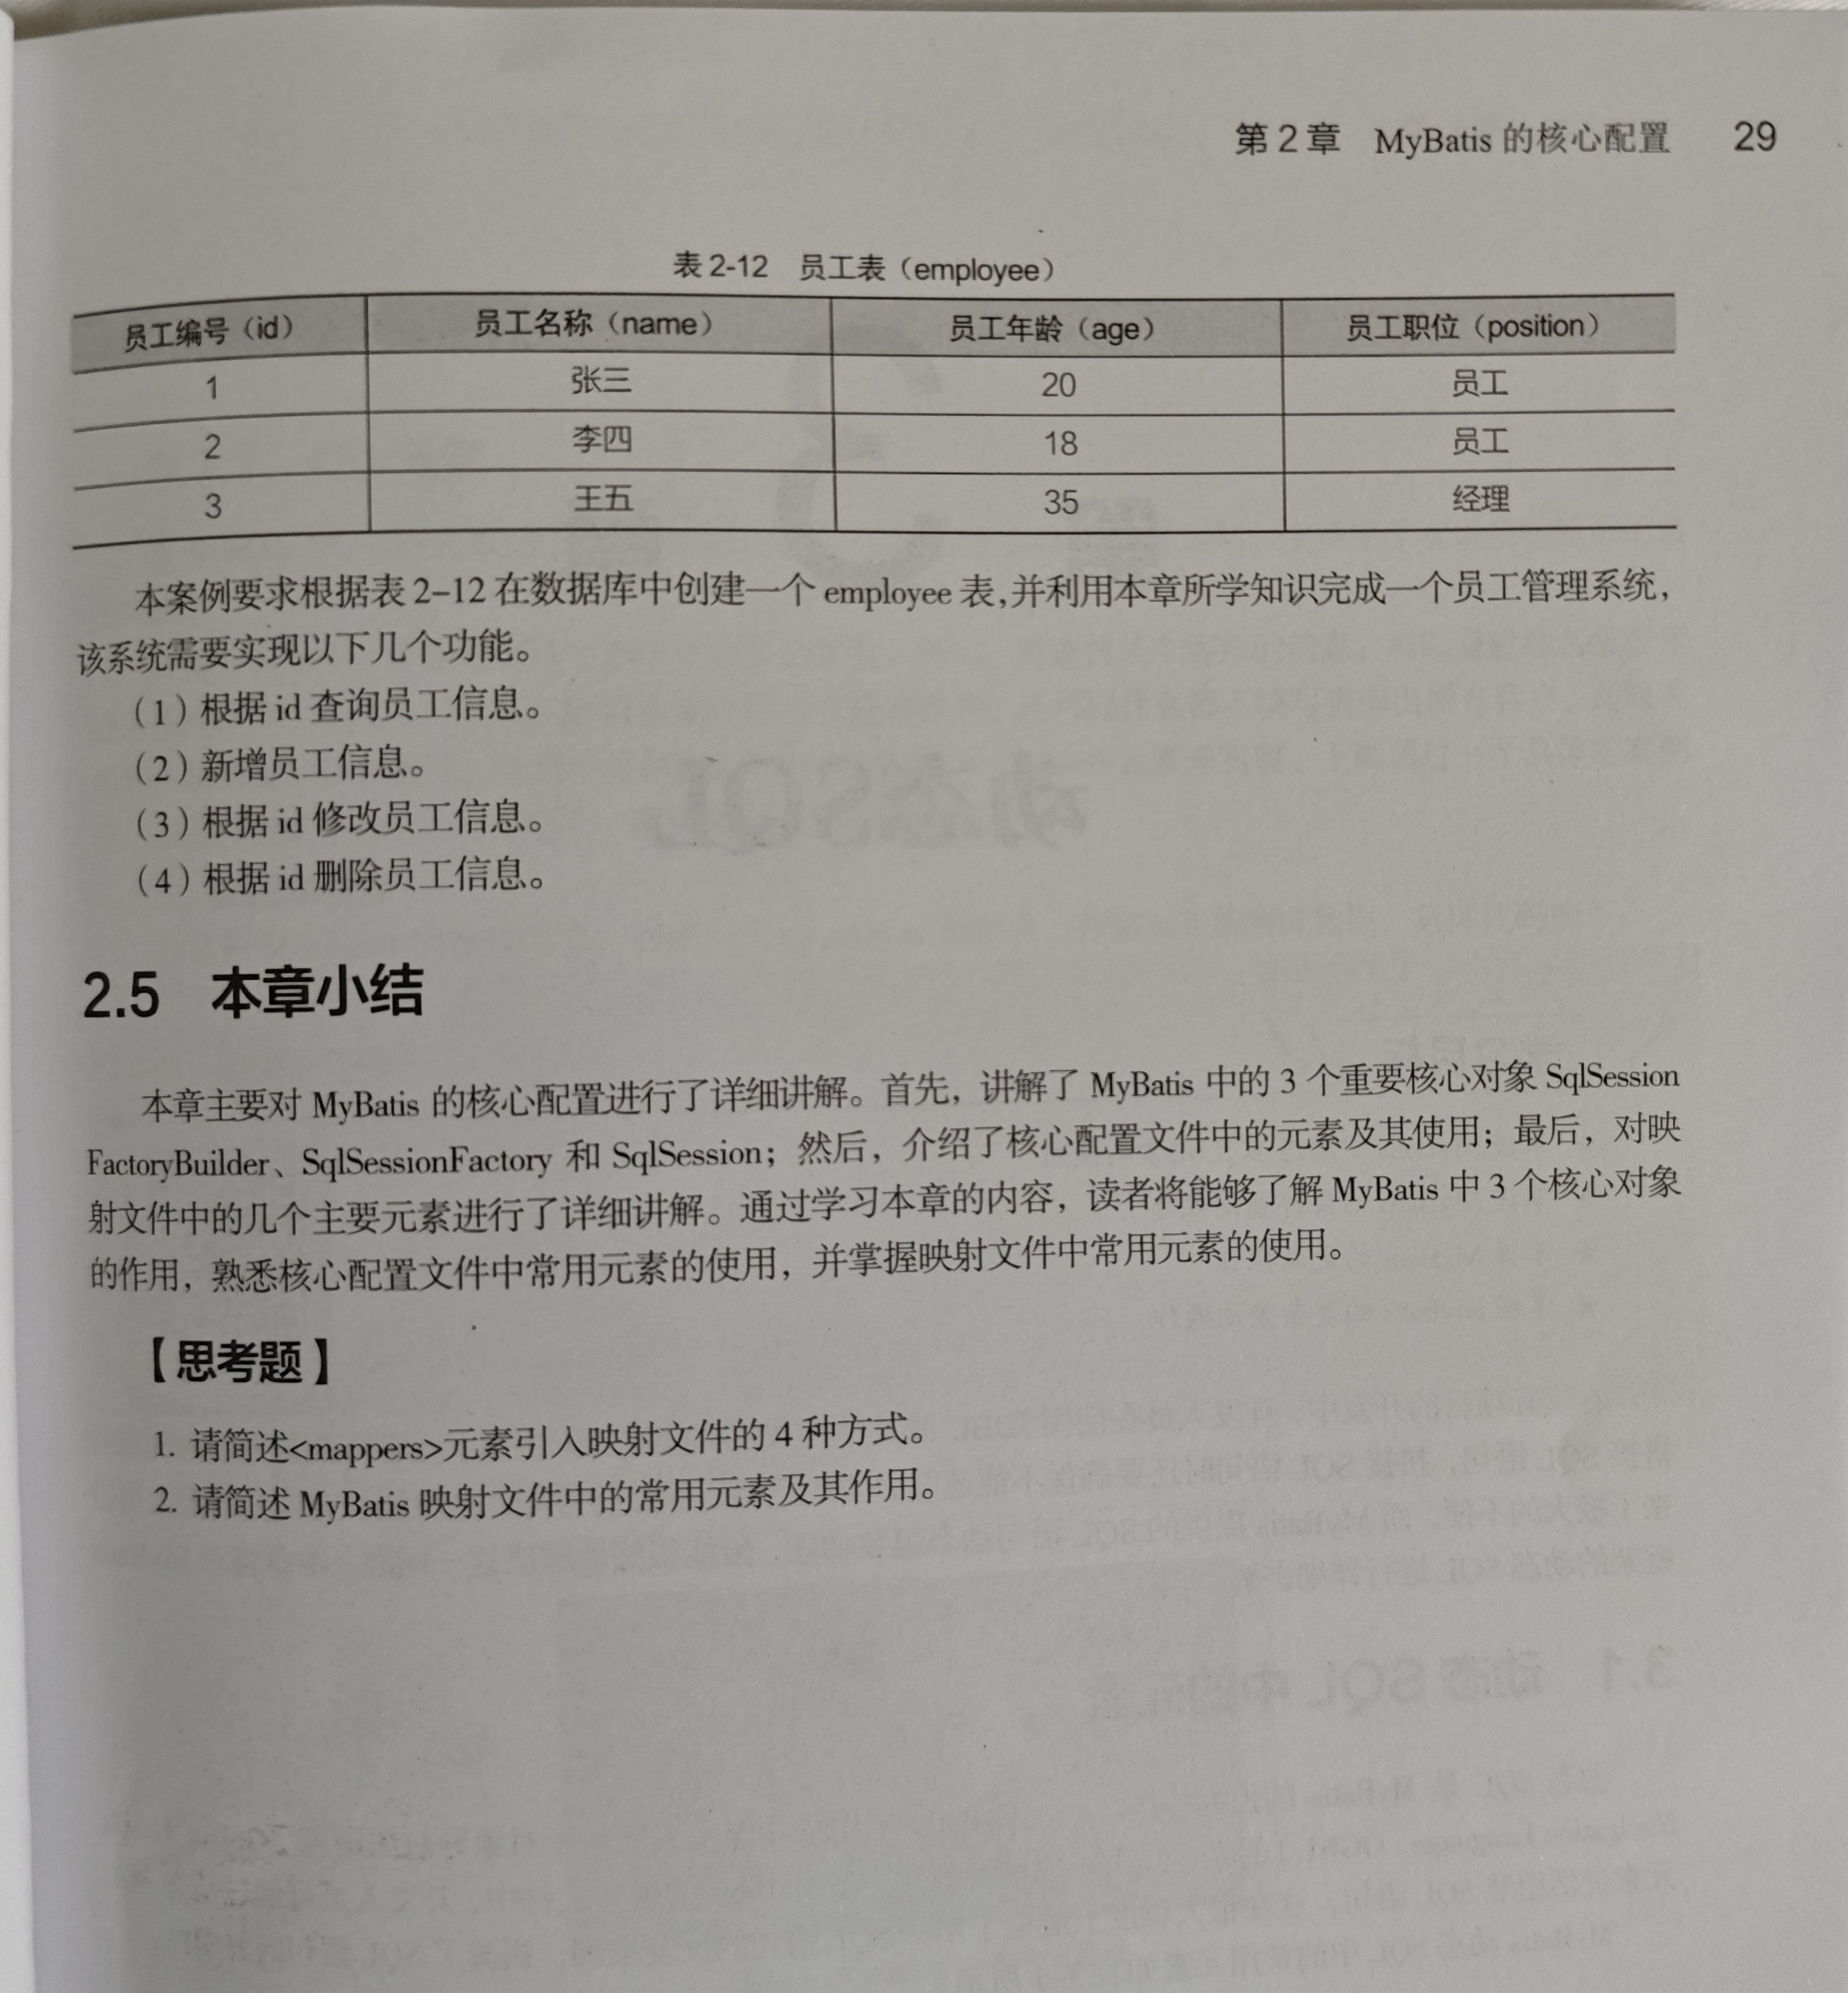 第2章 MyBatis 的核心配置 29
表2-12 员工表（employee）
员工编号（id） 员工名称（name） 员工年龄（age） 员工职位（position）
1 张三 20 员工
2 李四 18 员工
3 王五 35 经理
本案例要求根据表 2-12 在数据库中创建一个 employee 表,并利用本章所学知识完成一个员工管理系统，
该系统需要实现以下几个功能。
（1）根据 id 查询员工信息。
（2）新增员工信息。
（3）根据 id 修改员工信息。
（4）根据 id 删除员工信息。
2.5 本章小结
本章主要对 MyBatis 的核心配置进行了详细讲解。首先，讲解了 MyBatis 中的 3 个重要核心对象 SqlSession
FactoryBuilder、SqlSessionFactory 和 SqlSession；然后，介绍了核心配置文件中的元素及其使用；最后，对映
射文件中的几个主要元素进行了详细讲解。通过学习本章的内容，读者将能够了解 MyBatis 中 3 个核心对象
的作用，熟悉核心配置文件中常用元素的使用，并掌握映射文件中常用元素的使用。
【思考题】
1. 请简述<mappers>元素引入映射文件的 4 种方式。
2. 请简述 MyBatis 映射文件中的常用元素及其作用。